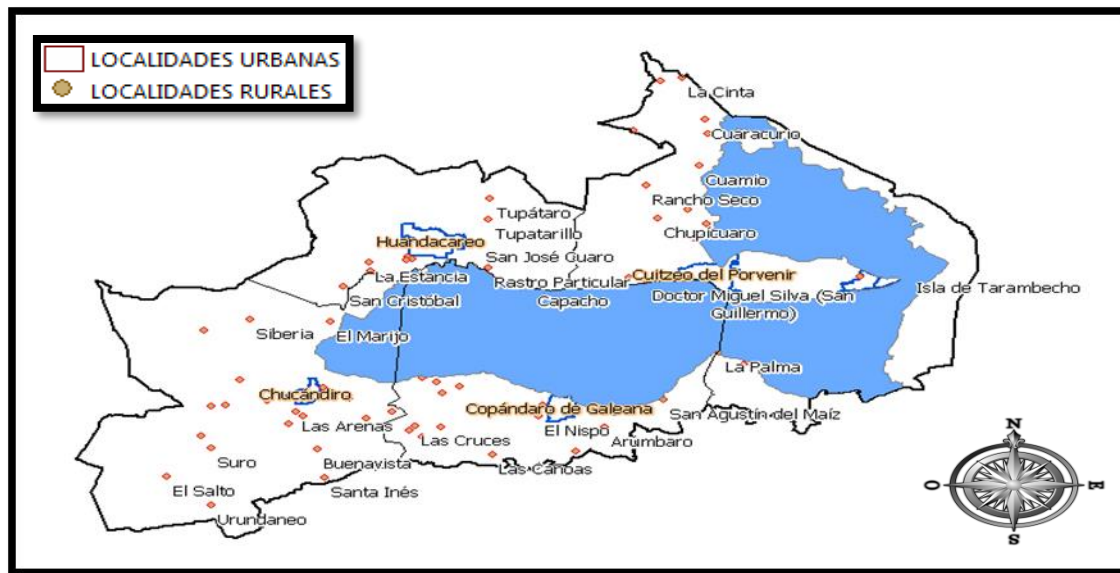 LOCALIDADES URBANAS
LOCALIDADES RURALES
La Cinta
Cuaracurio
Cuamio
Rancho Seco
Tupátaro
Tupatarillo
Chupicuaro
Huandacareo
San José Cuaro
La Estancia
Rastro Particular
Cuitzeo del Porvenir
Isla de Tarambecho
San Cristóbal
Capacho
Doctor Miguel Silva (San
Guillermo)
Siberia
El Marijo
La Palma
Chucándiro
Copándaro de Galeana
San Agustín del Maíz
Las Arenas
El Nispo
Las Cruces
Arúmbaro
Suro
Buenavista
Las Canoas
El Salto
Santa Inés
Urundaneo
N
O
E
S